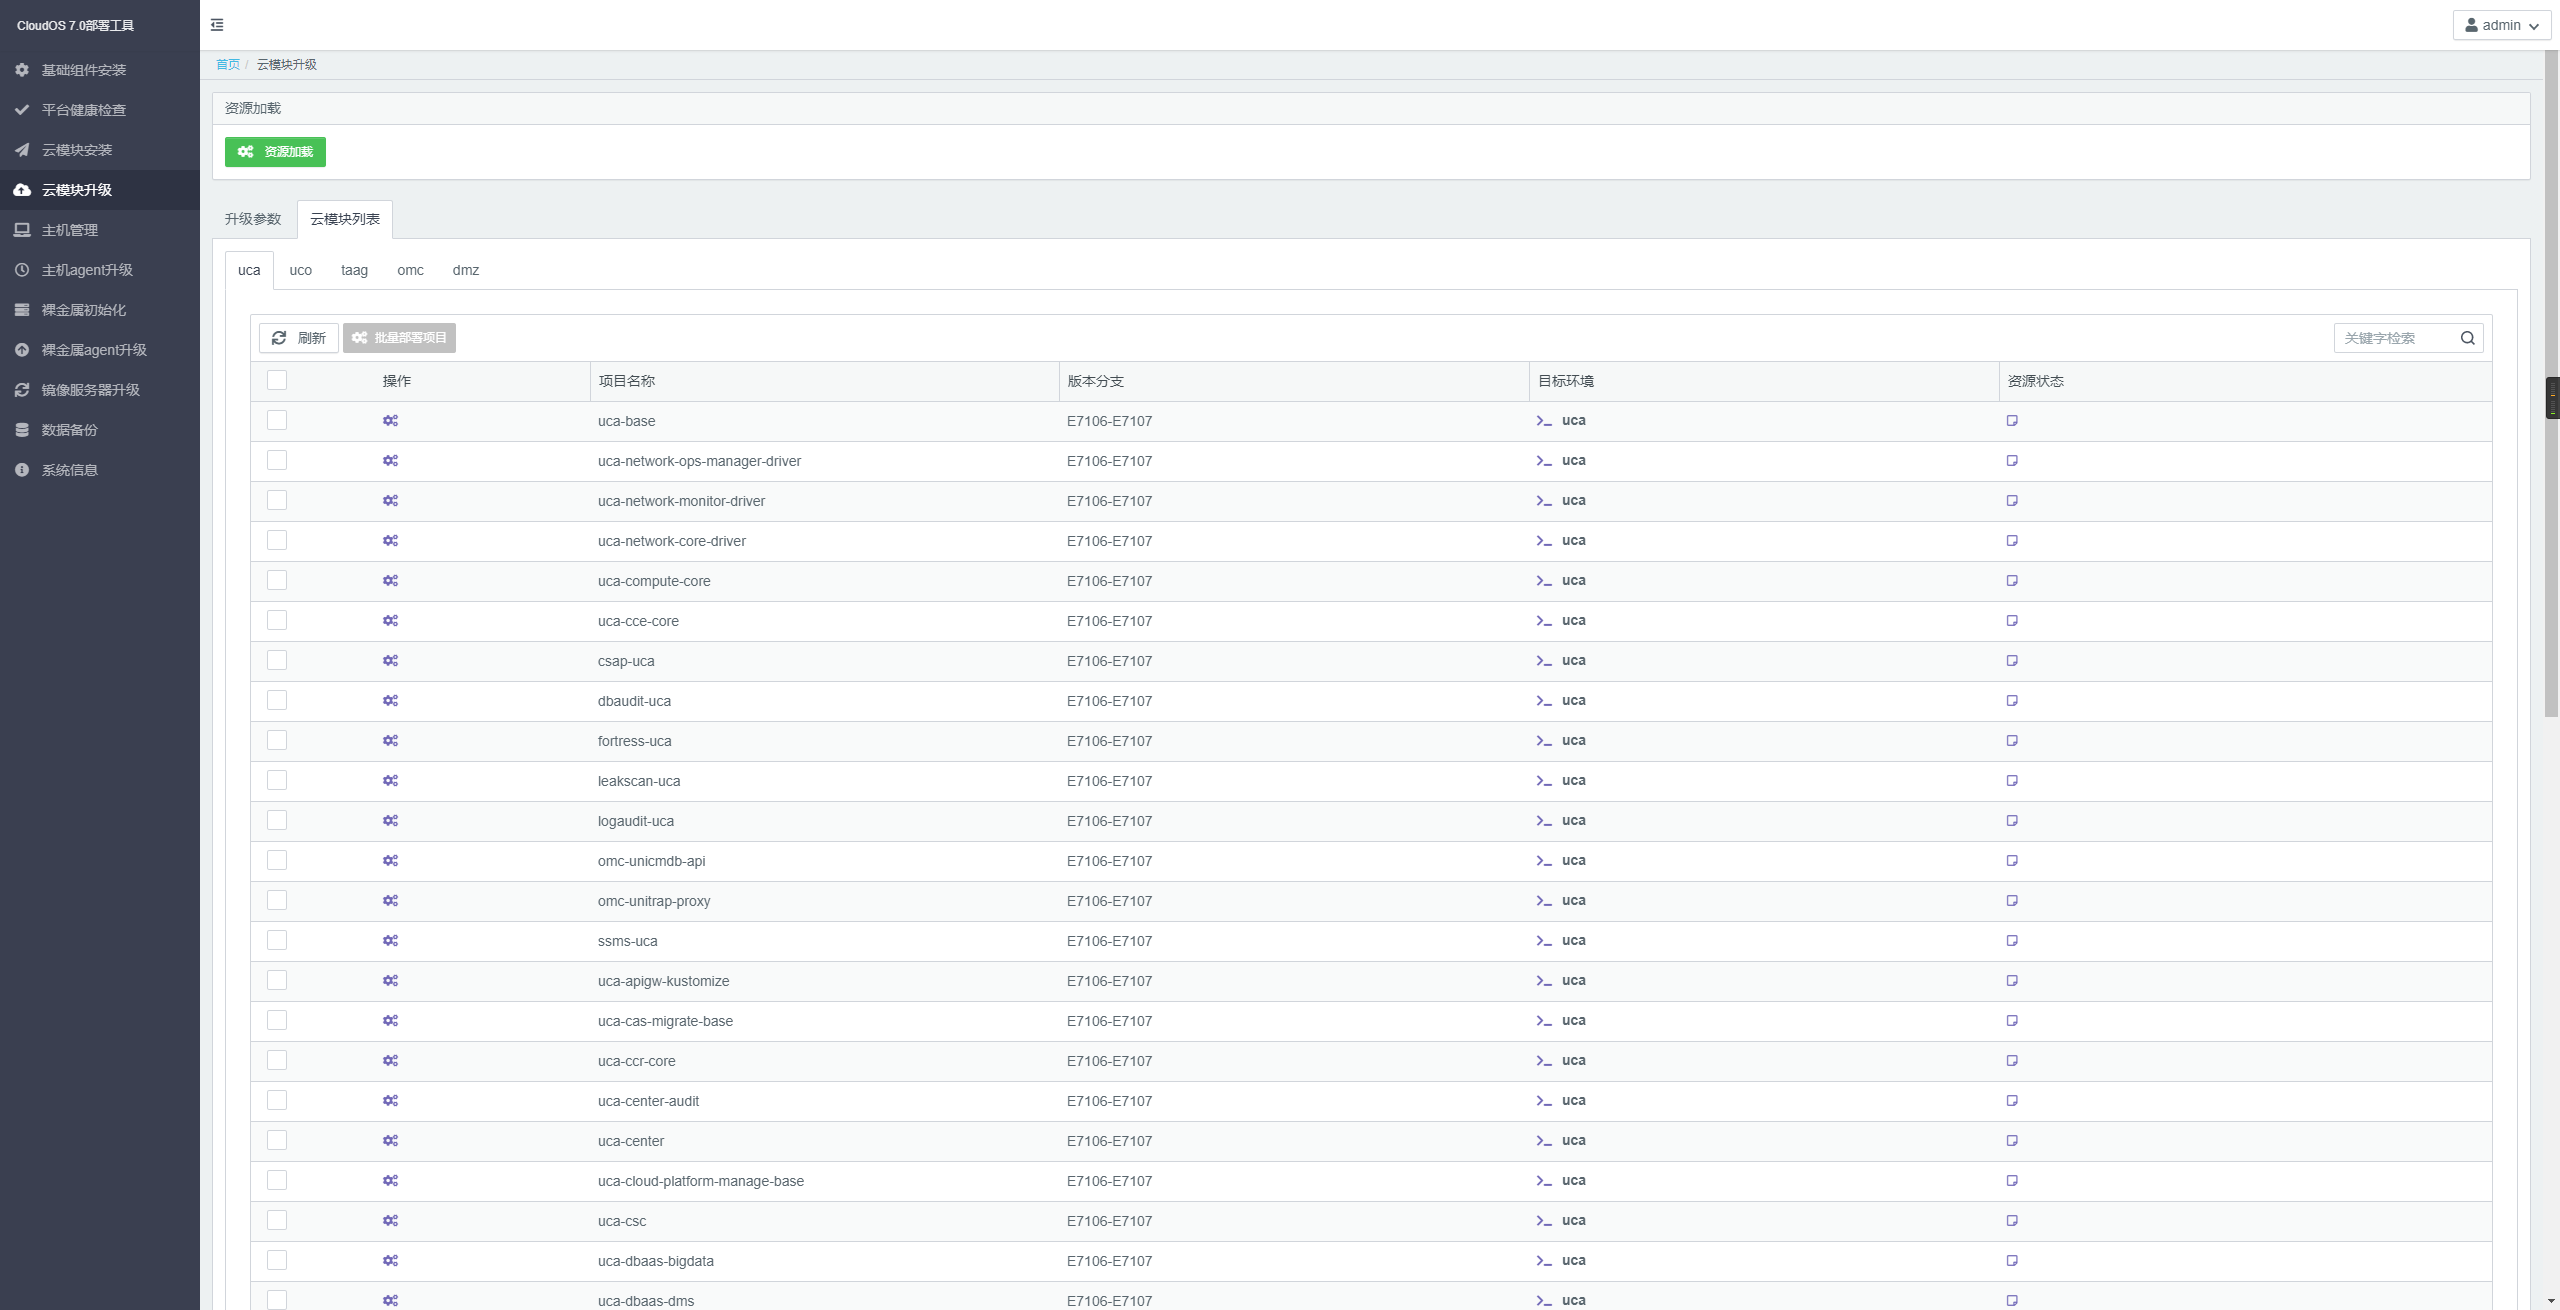 CloudOS 7.0部署工具
admin
基础组件安装
平台健康检查
云模块安装
云模块升级
主机管理
主机agent升级
裸金属初始化
裸金属agent升级
镜像服务器升级
数据备份
系统信息
首页 / 云模块升级
资源加载
资源加载
升级参数 云模块列表
uca uco taag omc dmz
刷新 批量部署项目 关键字检索
操作 项目名称 版本分支 目标环境 资源状态
uca-base E7106-E7107 uca
uca-network-ops-manager-driver E7106-E7107 uca
uca-network-monitor-driver E7106-E7107 uca
uca-network-core-driver E7106-E7107 uca
uca-compute-core E7106-E7107 uca
uca-cce-core E7106-E7107 uca
csap-uca E7106-E7107 uca
dbaudit-uca E7106-E7107 uca
fortress-uca E7106-E7107 uca
leakscan-uca E7106-E7107 uca
logaudit-uca E7106-E7107 uca
omc-unicmdb-api E7106-E7107 uca
omc-unitrap-proxy E7106-E7107 uca
ssms-uca E7106-E7107 uca
uca-apigw-kustomize E7106-E7107 uca
uca-cas-migrate-base E7106-E7107 uca
uca-ccr-core E7106-E7107 uca
uca-center-audit E7106-E7107 uca
uca-center E7106-E7107 uca
uca-cloud-platform-manage-base E7106-E7107 uca
uca-csc E7106-E7107 uca
uca-dbaas-bigdata E7106-E7107 uca
uca-dbaas-dms E7106-E7107 uca